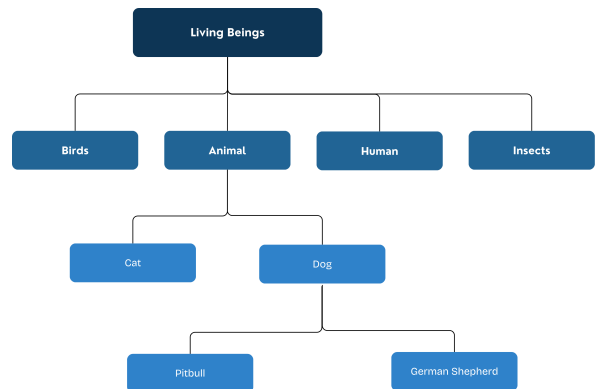 Living Beings
Birds
Animal
Human
Insects
Cat
Dog
Pitbull
German Shepherd